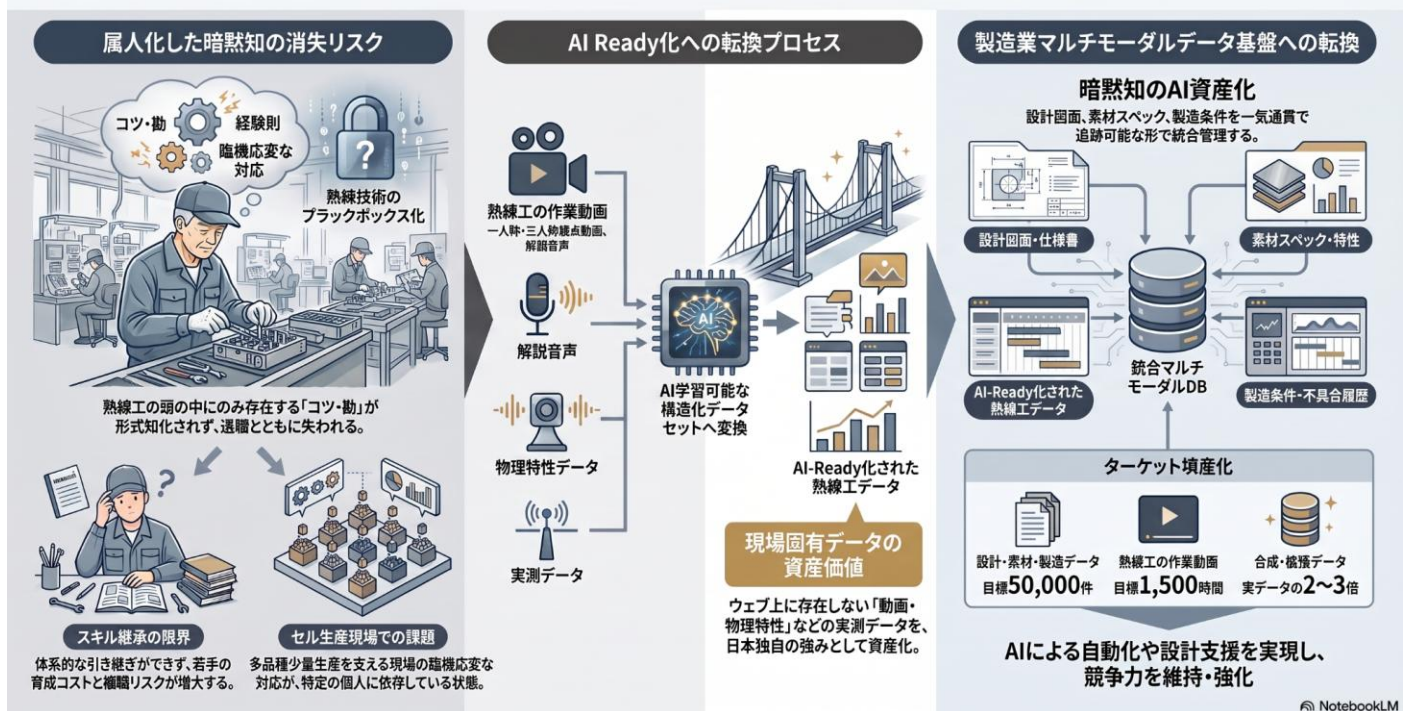 属人化した暗黙知の消失リスク
コツ・勘
経験則
臨機応変な
対応
?
熟練技術の
ブラックボックス化
熟線工の頭の中にのみ存在する「コツ・勘」が
形式知化されず、退職とともに失われる。
?
スキル継承の限界
体系的な引き継ぎができず、若手の
育成コストと離職リスクが増大する。
セル生産現場での課題
多品種少量生産を支える現場の臨機応変な
対応が、特定の個人に依存している状態。
AI Ready化への転換プロセス
熟練工の作業動画
解説音声
解説音声
物理特性データ
実測データ
AI
AI学習可能な
構造化データ
セットへ変換
AI-Ready化された
熱線工データ
現場固有データの
資産価値
ウェブ上に存在しない「動画・
物理特性」などの実測データを、
日本独自の強みとして資産化。
製造業マルチモーダルデータ基盤への転換
暗黙知のAI資産化
設計図面、素材スペック、製造条件を一気通貫で
追跡可能な形で統合管理する。
設計図面・仕様書
素材スペック・特性
AI-Ready化された
熱線工データ
統合マルチ
モーダルDB
製造条件・不具合履歴
ターケット填産化
設計・素材・製造データ
目標50,000件
熟線工の作業動画
目標1,500時間
合成・データ
実データの2〜3倍
AIによる自動化や設計支援を実現し、
競争力を維持・強化
NotebookLM